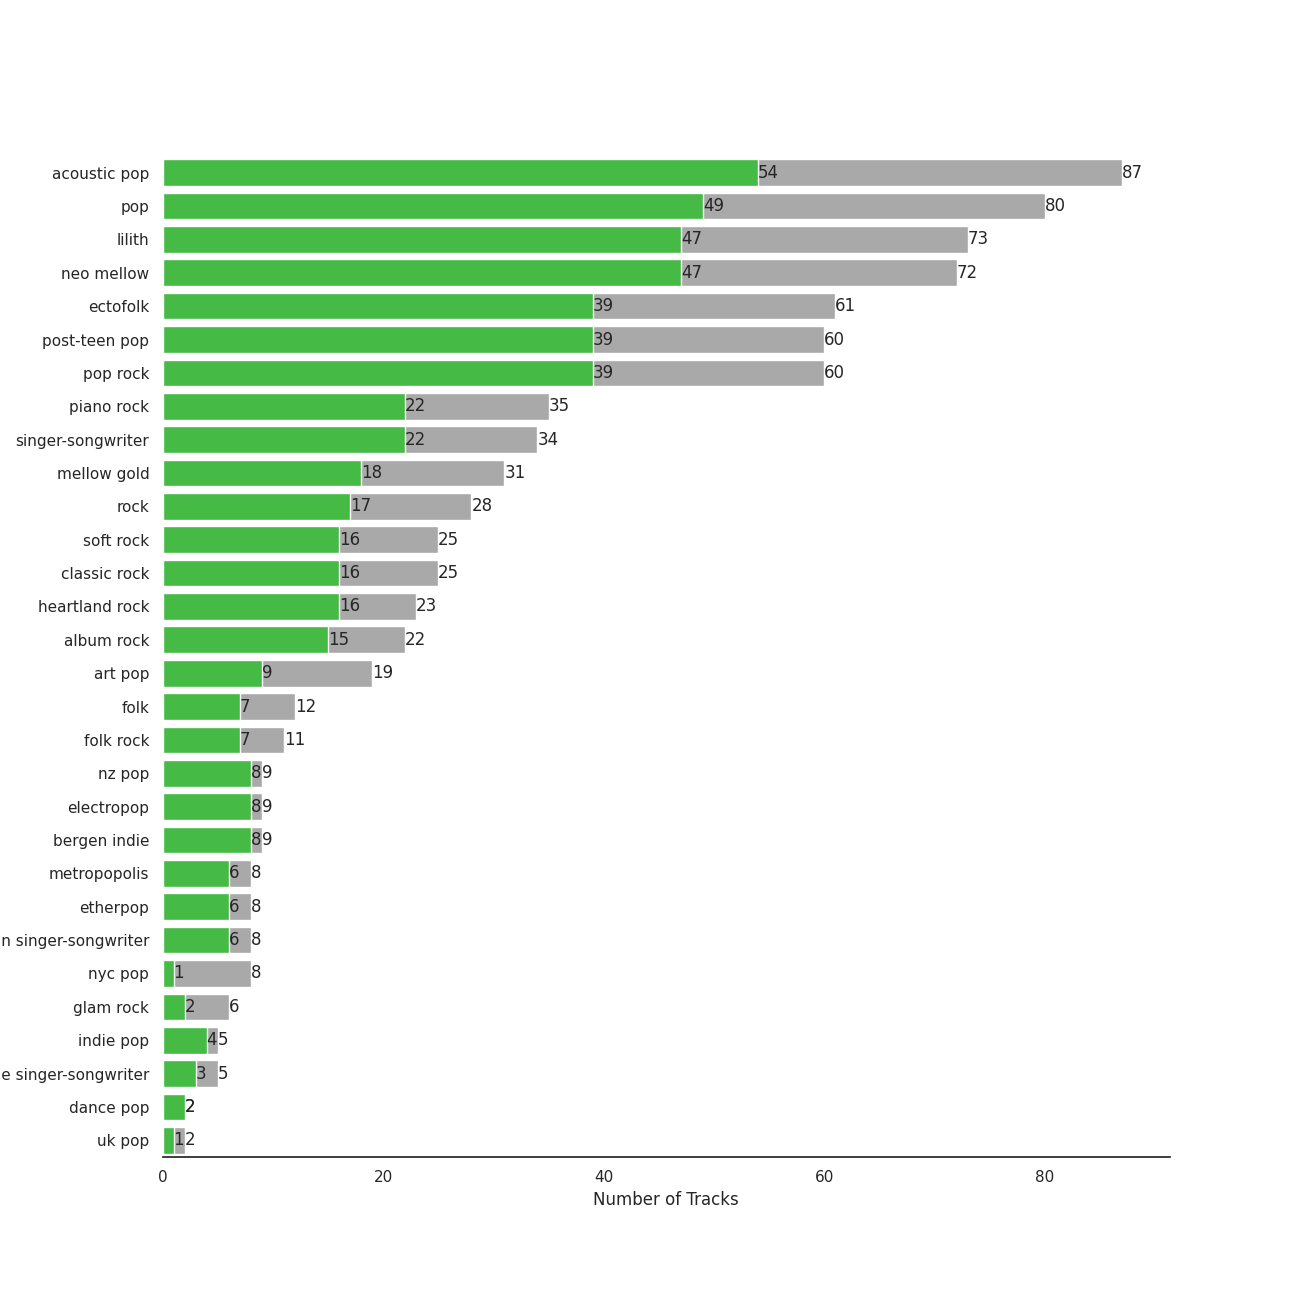 acoustic pop 54 87
pop 49 80
lilith 47 73
neo mellow 47 72
ectofolk 39 61
post-teen pop 39 60
pop rock 39 60
piano rock 22 35
singer-songwriter 22 34
mellow gold 18 31
rock 17 28
soft rock 16 25
classic rock 16 25
heartland rock 16 23
album rock 15 22
art pop 9 19
folk 7 12
folk rock 7 11
nz pop 8 9
electropop 8 9
bergen indie 8 9
metropopolis 6 8
etherpop 6 8
n singer-songwriter 6 8
nyc pop 1 8
glam rock 2 6
indie pop 4 5
e singer-songwriter 3 5
dance pop 2 2
uk pop 1 2
0 20 40 60 80
Number of Tracks